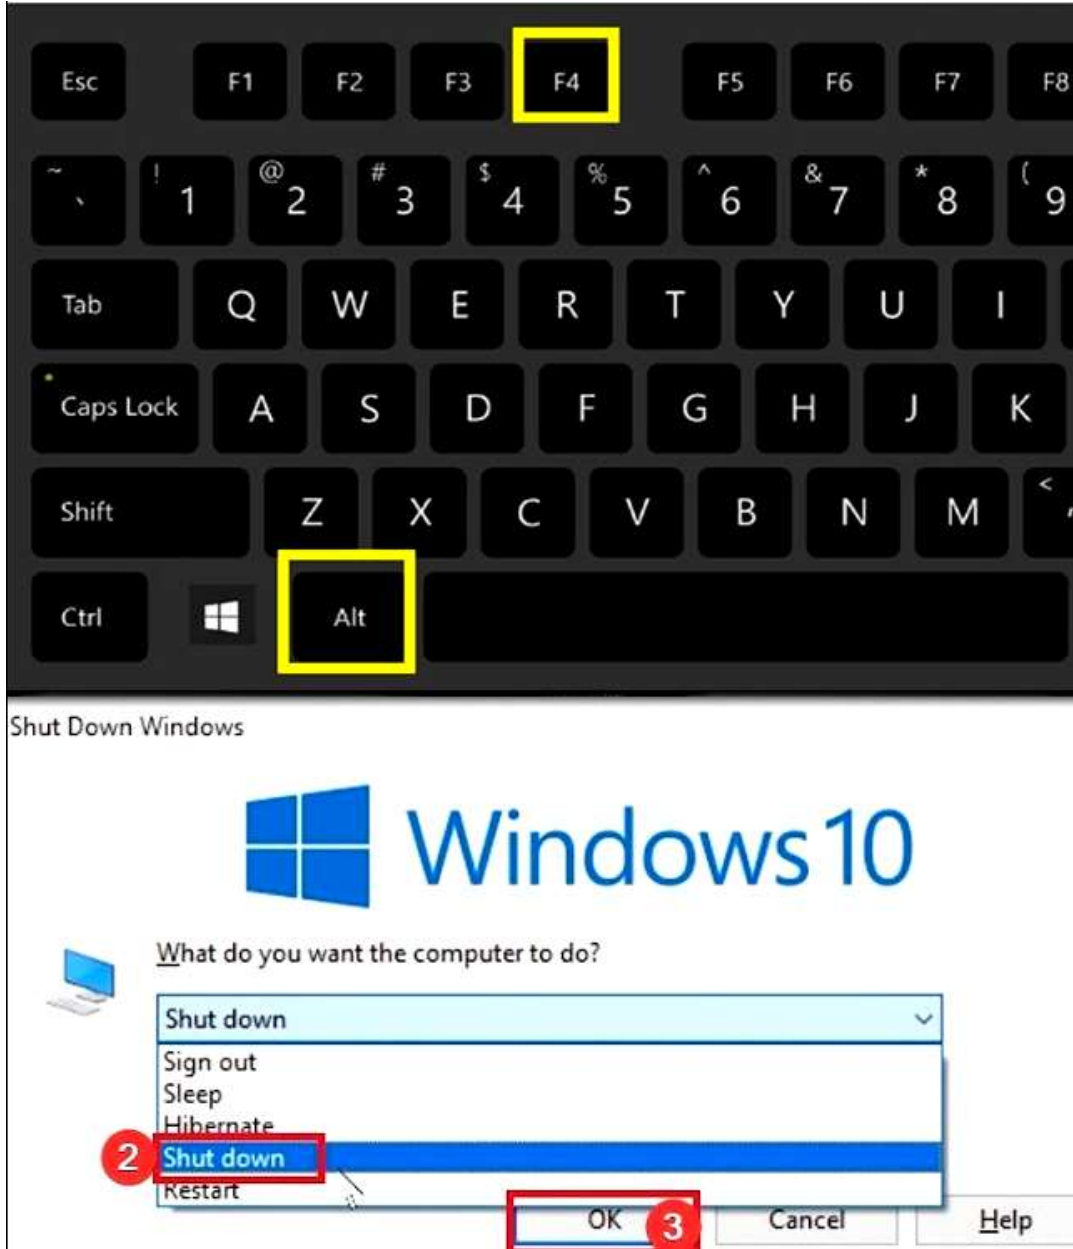 Esc F1 F2 F3 F4 F5 F6 F7 F8
~ ` ! 1 @ 2 # 3 $ 4 % 5 ^ 6 & 7 * 8 ( 9
Tab Q W E R T Y U I
Caps Lock A S D F G H J K
Shift Z X C V B N M < ,
Ctrl Alt
Shut Down Windows
Windows 10
What do you want the computer to do?
Shut down
Sign out
Sleep
Hibernate
2 Shut down
Restart
OK 3 Cancel Help